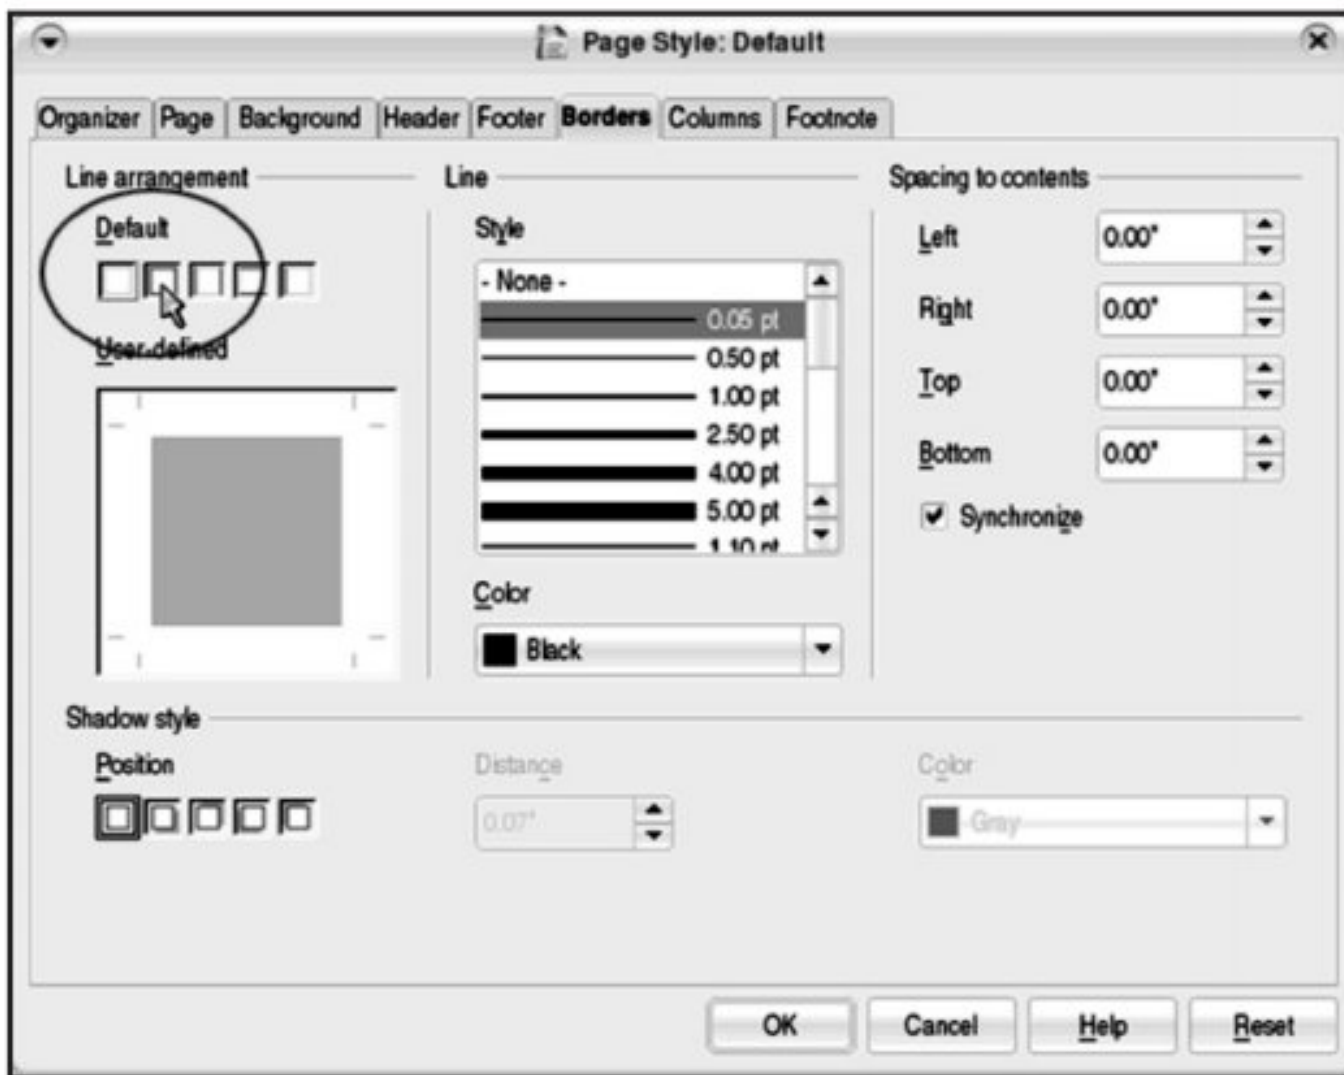 Page Style: Default
Organizer Page Background Header Footer Borders Columns Footnote
Line arrangement
Default
User-defined
Line
Style
- None -
0.05 pt
0.50 pt
1.00 pt
2.50 pt
4.00 pt
5.00 pt
1.10 pt
Color
Black
Spacing to contents
Left 0.00"
Right 0.00"
Top 0.00"
Bottom 0.00"
Synchronize
Shadow style
Position
Distance
0.07"
Color
Gray
OK Cancel Help Reset